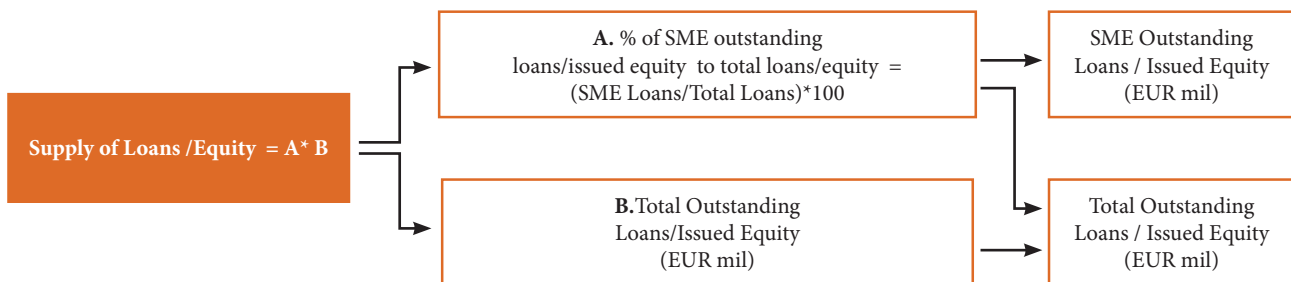 Supply of Loans /Equity = A* B
A. % of SME outstanding
loans/issued equity to total loans/equity =
(SME Loans/Total Loans)*100
SME Outstanding
Loans / Issued Equity
(EUR mil)
B.Total Outstanding
Loans/Issued Equity
(EUR mil)
Total Outstanding
Loans / Issued Equity
(EUR mil)